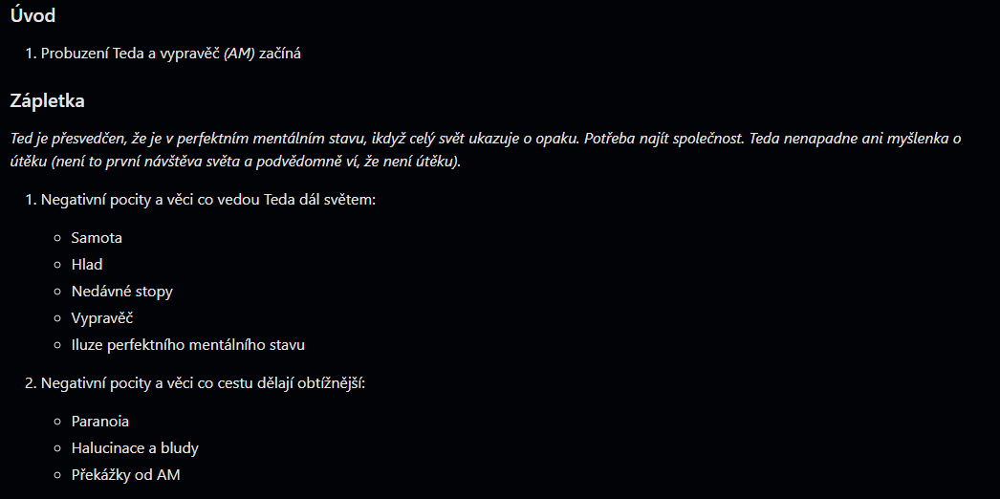 Úvod
1. Probuzení Teda a vypravěč (AM) začíná
Zápletka
Ted je přesvědčen, že je v perfektním mentálním stavu, ikdyž celý svět ukazuje o opaku. Potřeba najít společnost. Teda nenapadne ani myšlenka o
útěku (není to první návštěva světa a podvědomně ví, že není útěku).
1. Negativní pocity a věci co vedou Teda dál světem:
○ Samota
○ Hlad
○ Nedávné stopy
○ Vypravěč
○ Iluze perfektního mentálního stavu
2. Negativní pocity a věci co cestu dělají obtížnější:
○ Paranoia
○ Halucinace a bludy
○ Překážky od AM